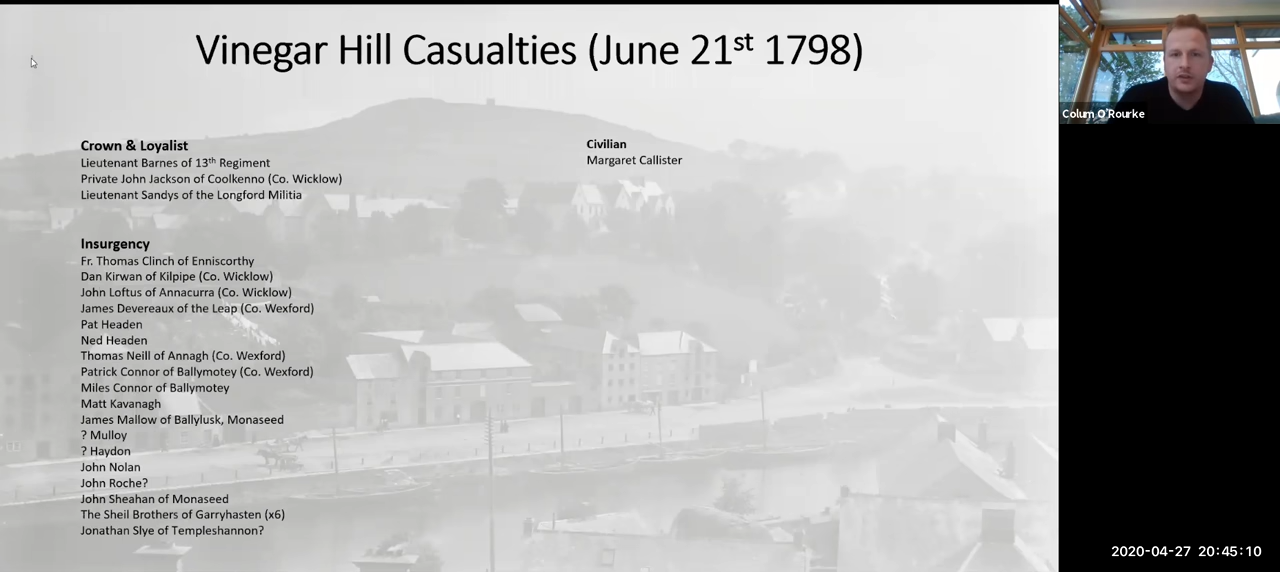 Vinegar Hill Casualties (June 21st 1798)
Crown & Loyalist
Lieutenant Barnes of 13th Regiment
Private John Jackson of Coolkenno (Co. Wicklow)
Lieutenant Sandys of the Longford Militia
Civilian
Margaret Callister
Insurgency
Fr. Thomas Clinch of Enniscorthy
Dan Kirwan of Kilpipe (Co. Wicklow)
John Loftus of Annacurra (Co. Wicklow)
James Devereaux of the Leap (Co. Wexford)
Pat Headen
Ned Headen
Thomas Neill of Annagh (Co. Wexford)
Patrick Connor of Ballymotey (Co. Wexford)
Miles Connor of Ballymotey
Matt Kavanagh
James Mallow of Ballylusk, Monaseed
? Mulloy
? Haydon
John Nolan
John Roche?
John Sheahan of Monaseed
The Sheil Brothers of Garryhasten (x6)
Jonathan Slye of Templeshannon?
Colum O'Rourke
2020-04-27 20:45:10